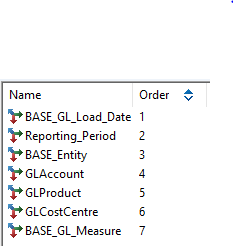 Name Order
BASE_GL_Load_Date 1
Reporting_Period 2
BASE_Entity 3
GLAccount 4
GLProduct 5
GLCostCentre 6
BASE_GL_Measure 7